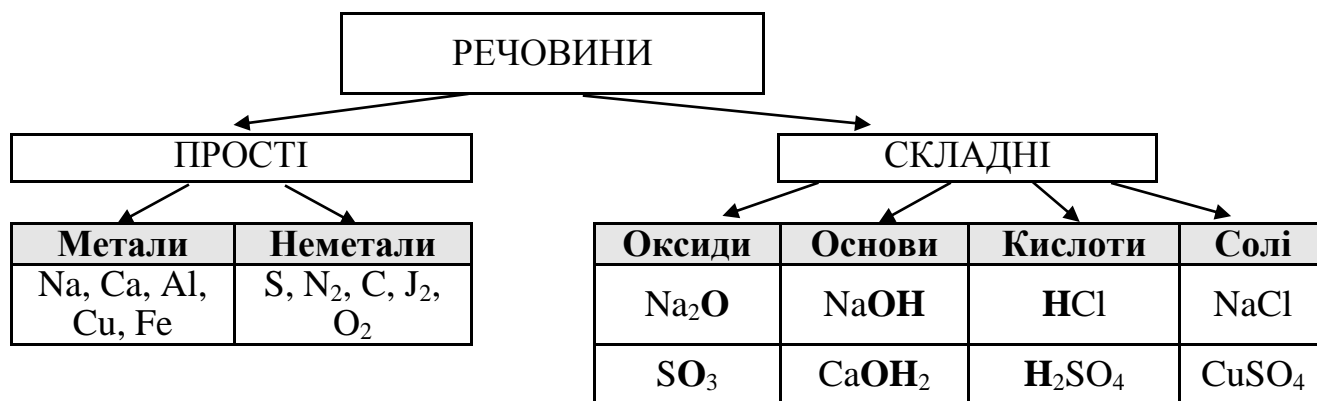 РЕЧОВИНИ
ПРОСТІ
СКЛАДНІ
Метали
Неметали
Na, Ca, Al,
Cu, Fe
S, N₂, C, J₂,
O₂
Оксиди
Основи
Кислоти
Солі
Na₂O
NaOH
HCl
NaCl
SO₃
CaOH₂
H₂SO₄
CuSO₄